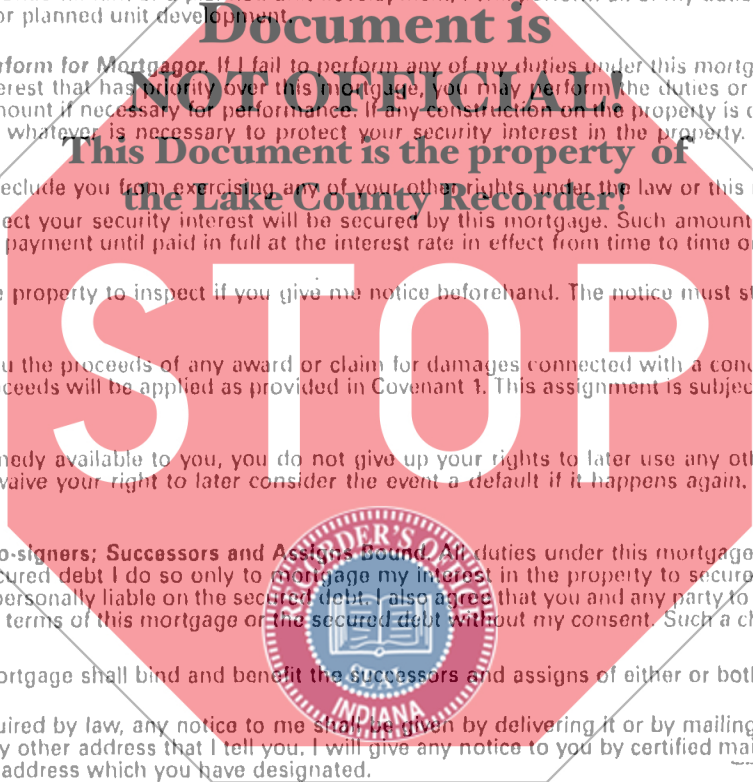 or planned unit development.
Document is
rform for Mortgagor. If I fail to perform any of my duties under this mortg
NOT OFFICIAL!
erest that has priority over this mortgage, you may perform the duties or
mount if necessary for performance. If any construction on the property is
whatever is necessary to protect your security interest in the property.
This Document is the property of
eclude you from exercising any of your other rights under the law or this
the Lake County Recorder!
ect your security interest will be secured by this mortgage. Such amount
payment until paid in full at the interest rate in effect from time to time o
property to inspect if you give me notice beforehand. The notice must st
STOP
u the proceeds of any award or claim for damages connected with a con
ceeds will be applied as provided in Covenant 1. This assignment is subjec
nedy available to you, you do not give up your rights to later use any oth
vaive your right to later consider the event a default if it happens again.
o-signers; Successors and Assigns Bound. All duties under this mortgage
cured debt I do so only to mortgage my interest in the property to secure
personally liable on the secured debt. I also agree that you and any party to
terms of this mortgage or the secured debt without my consent. Such a ch
RECORDER'S OFFICE
SEAL
INDIANA
ortgage shall bind and benefit the successors and assigns of either or both
uired by law, any notice to me shall be given by delivering it or by mailing
y other address that I tell you. I will give any notice to you by certified mai
address which you have designated.